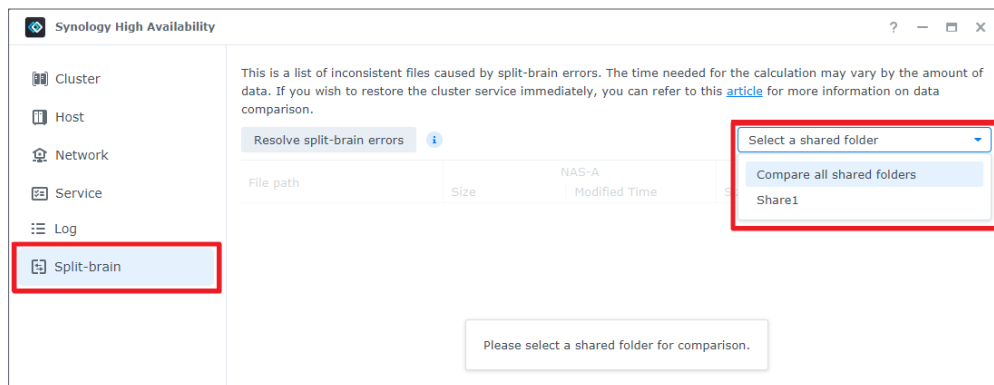 Synology High Availability
?
Cluster
Host
Network
Service
Log
Split-brain
This is a list of inconsistent files caused by split-brain errors. The time needed for the calculation may vary by the amount of
data. If you wish to restore the cluster service immediately, you can refer to this article for more information on data
comparison.
Resolve split-brain errors
Select a shared folder
Compare all shared folders
Share1
File path
NAS-A
Size Modified Time
Please select a shared folder for comparison.